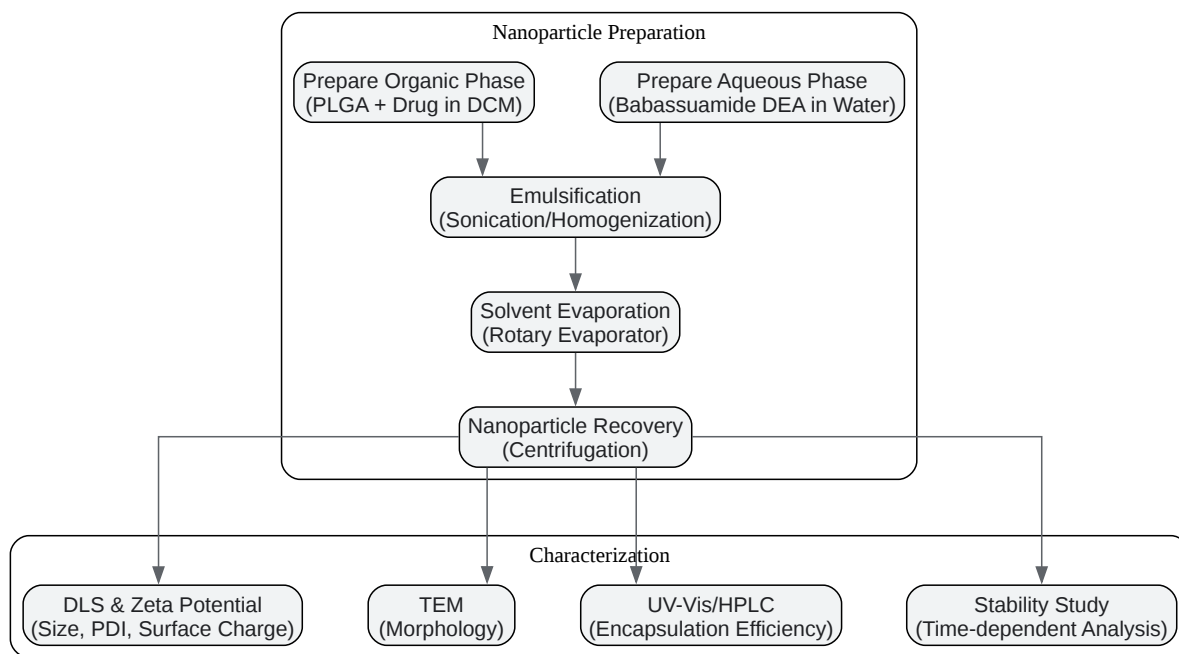 Nanoparticle Preparation
Prepare Organic Phase
(PLGA + Drug in DCM)
Prepare Aqueous Phase
(Babassuamide DEA in Water)
Emulsification
(Sonication/Homogenization)
Solvent Evaporation
(Rotary Evaporator)
Nanoparticle Recovery
(Centrifugation)
Characterization
DLS & Zeta Potential
(Size, PDI, Surface Charge)
TEM
(Morphology)
UV-Vis/HPLC
(Encapsulation Efficiency)
Stability Study
(Time-dependent Analysis)